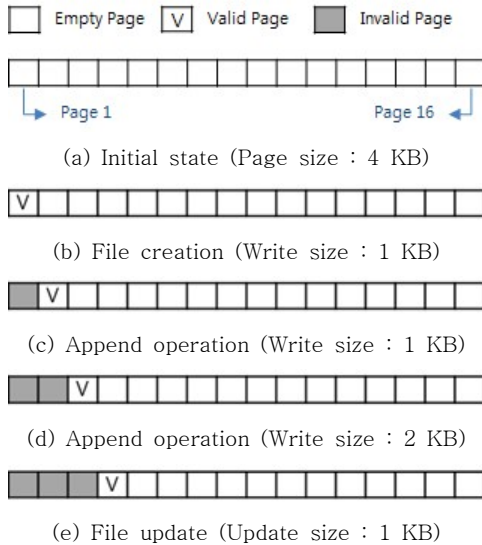 Empty Page V Valid Page Invalid Page
Page 1 Page 16
(a) Initial state (Page size : 4 KB)
V
(b) File creation (Write size : 1 KB)
V
(c) Append operation (Write size : 1 KB)
V
(d) Append operation (Write size : 2 KB)
V
(e) File update (Update size : 1 KB)